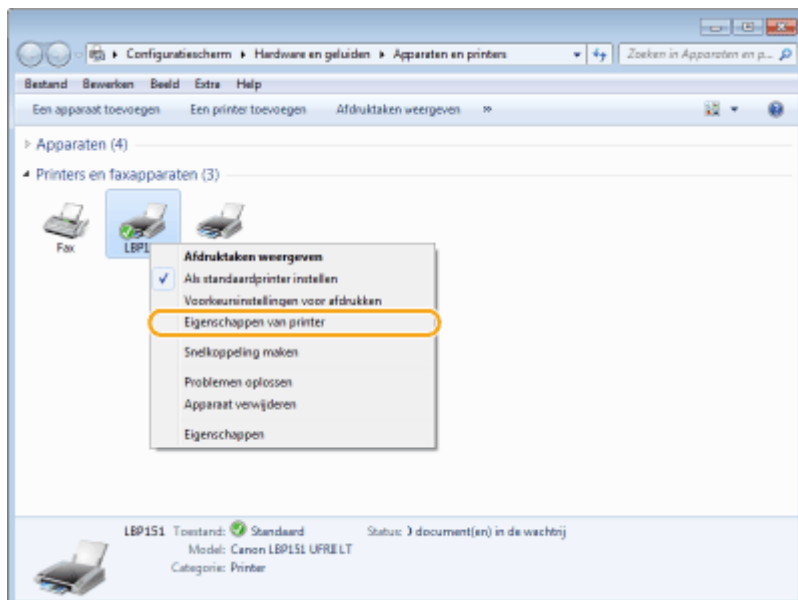 Configuratiescherm ▸ Hardware en geluiden ▸ Apparaten en printers
Zoeken in Apparaten en p...
Bestand Bewerken Beeld Extra Help
Een apparaat toevoegen Een printer toevoegen Afdruktaken weergeven »
Apparaten (4)
Printers en faxapparaten (3)
Fax
LBP1
Afdruktaken weergeven
Als standaardprinter instellen
Voorkeursinstellingen voor afdrukken
Eigenschappen van printer
Snelkoppeling maken
Problemen oplossen
Apparaat verwijderen
Eigenschappen
LBP151 Toestand: Standaard Status: document(en) in de wachtrij
Model: Canon LBP151 UFRII LT
Categorie: Printer